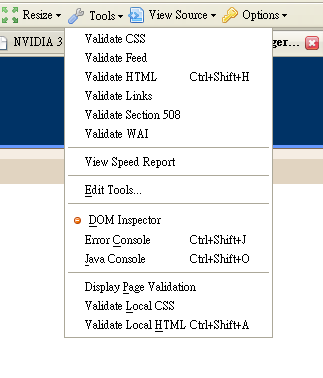 Resize Tools View Source Options
NVIDIA 3 ger...
Validate CSS
Validate Feed
Validate HTML Ctrl+Shift+H
Validate Links
Validate Section 508
Validate WAI
View Speed Report
Edit Tools...
DOM Inspector
Error Console Ctrl+Shift+J
Java Console Ctrl+Shift+O
Display Page Validation
Validate Local CSS
Validate Local HTML Ctrl+Shift+A